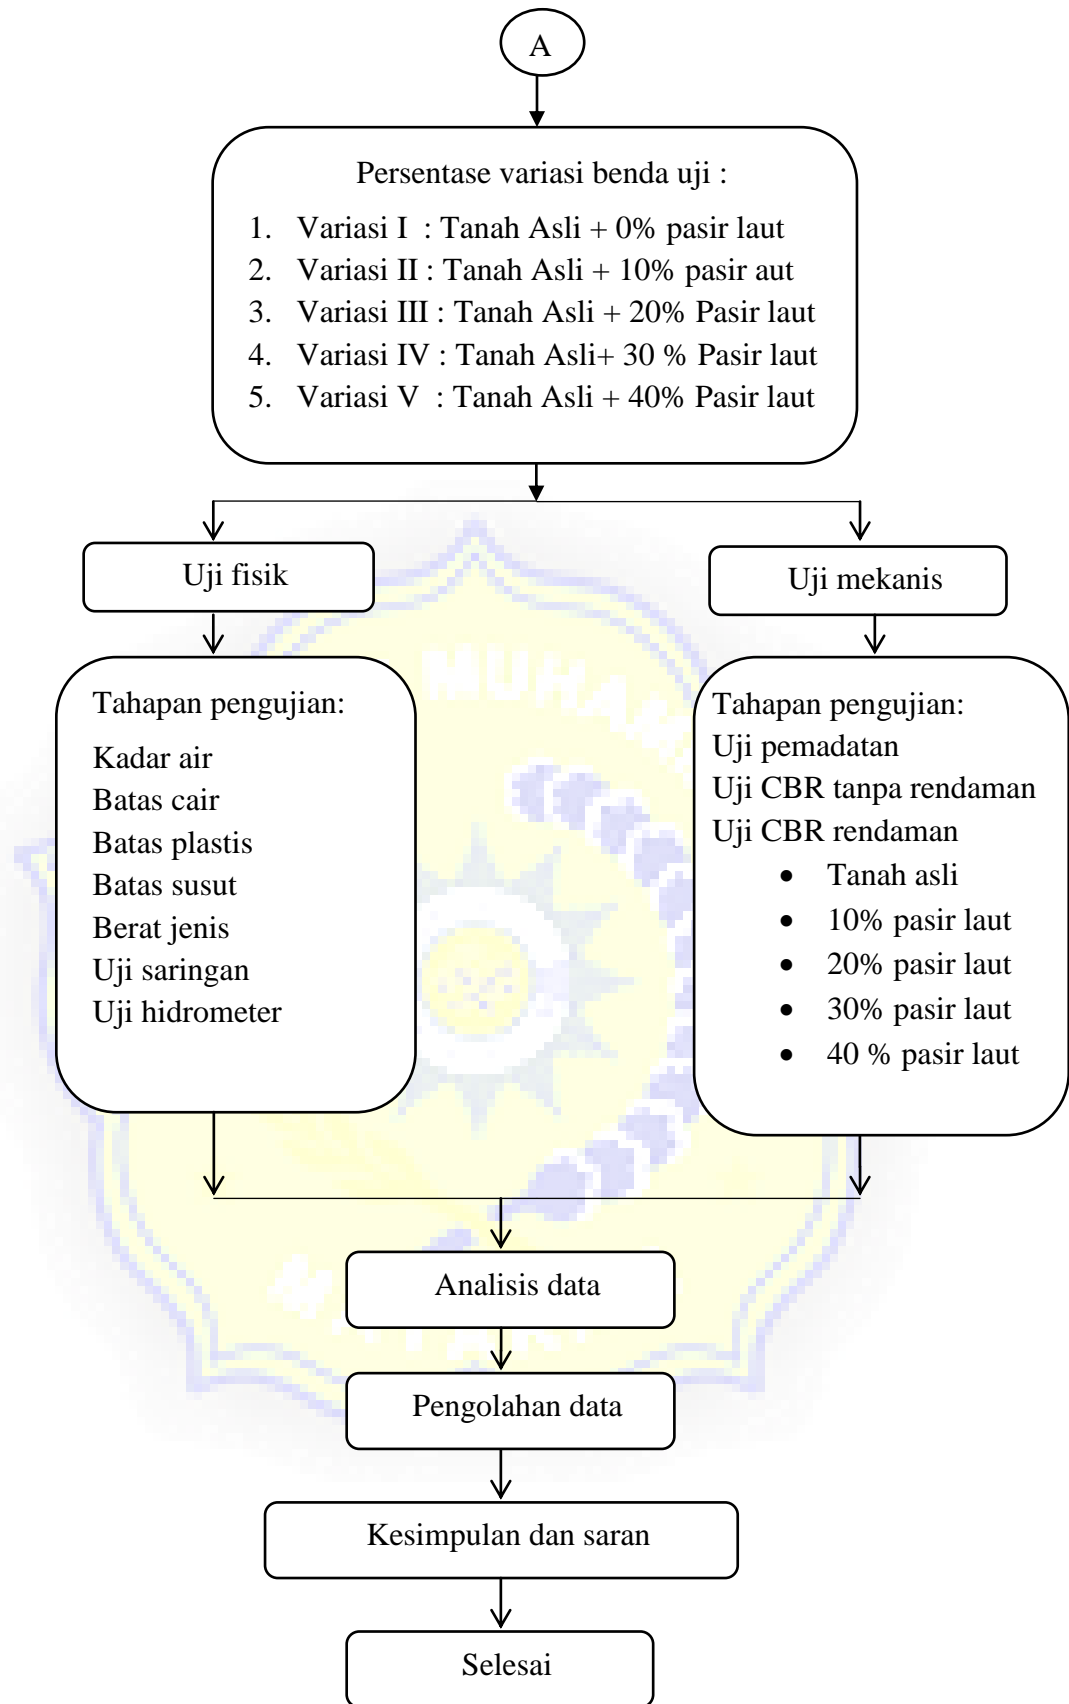 A
Persentase variasi benda uji :
1. Variasi I : Tanah Asli + 0% pasir laut
2. Variasi II : Tanah Asli + 10% pasir aut
3. Variasi III : Tanah Asli + 20% Pasir laut
4. Variasi IV : Tanah Asli+ 30 % Pasir laut
5. Variasi V : Tanah Asli + 40% Pasir laut
Uji fisik
Uji mekanis
Tahapan pengujian:
Kadar air
Batas cair
Batas plastis
Batas susut
Berat jenis
Uji saringan
Uji hidrometer
Tahapan pengujian:
Uji pemadatan
Uji CBR tanpa rendaman
Uji CBR rendaman
• Tanah asli
• 10% pasir laut
• 20% pasir laut
• 30% pasir laut
• 40 % pasir laut
Analisis data
Pengolahan data
Kesimpulan dan saran
Selesai